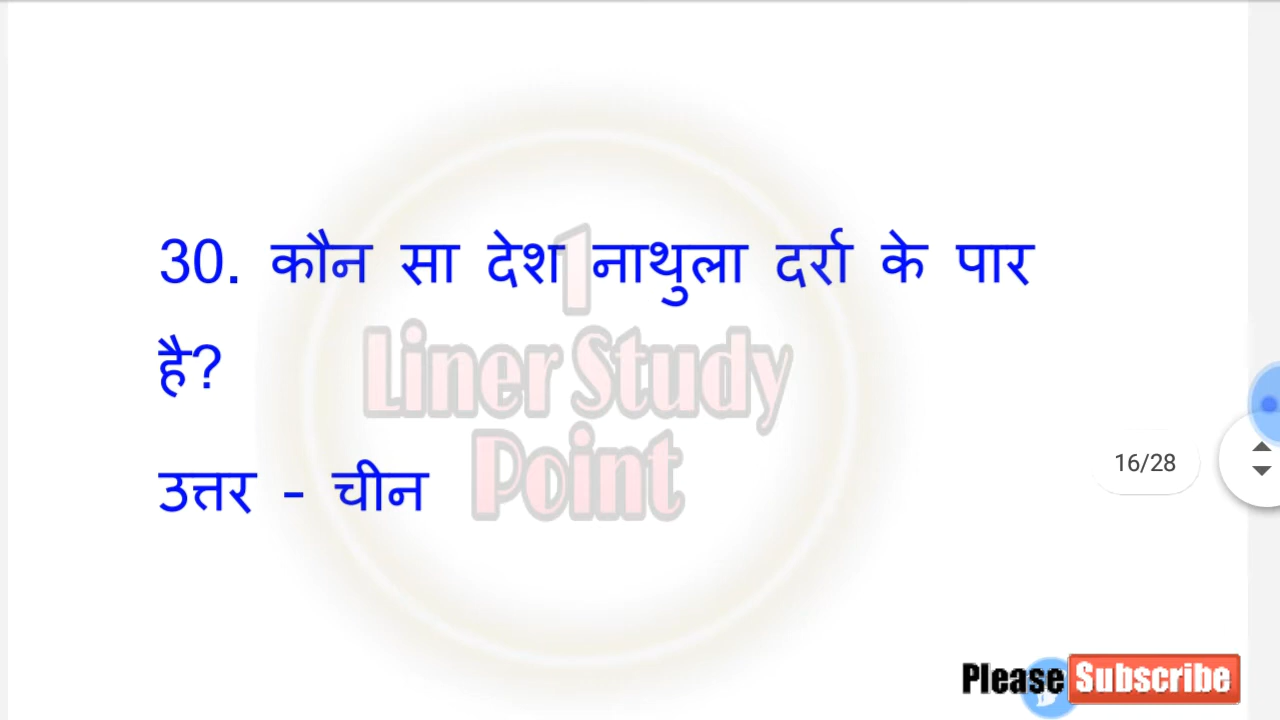 30. कौन सा देश नाथुला दर्रा के पार
है?
उत्तर - चीन
1
Liner Study
Point
16/28
Please Subscribe